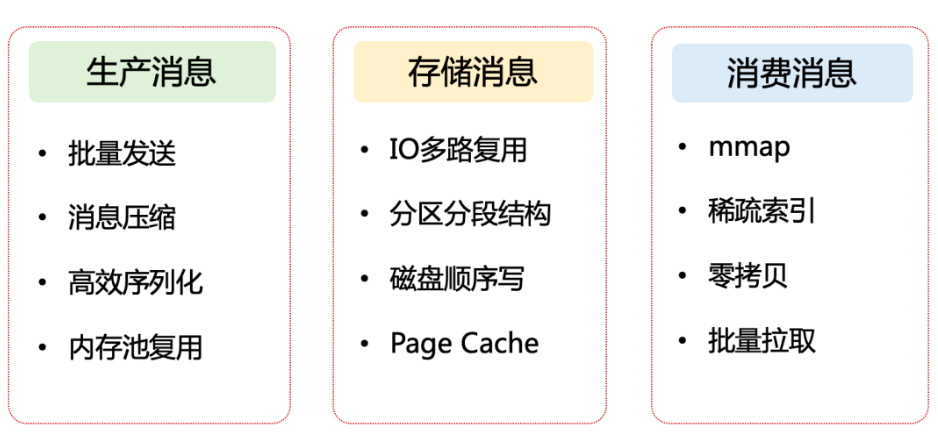 生产消息
• 批量发送
• 消息压缩
• 高效序列化
• 内存池复用
存储消息
• IO多路复用
• 分区分段结构
• 磁盘顺序写
• Page Cache
消费消息
• mmap
• 稀疏索引
• 零拷贝
• 批量拉取